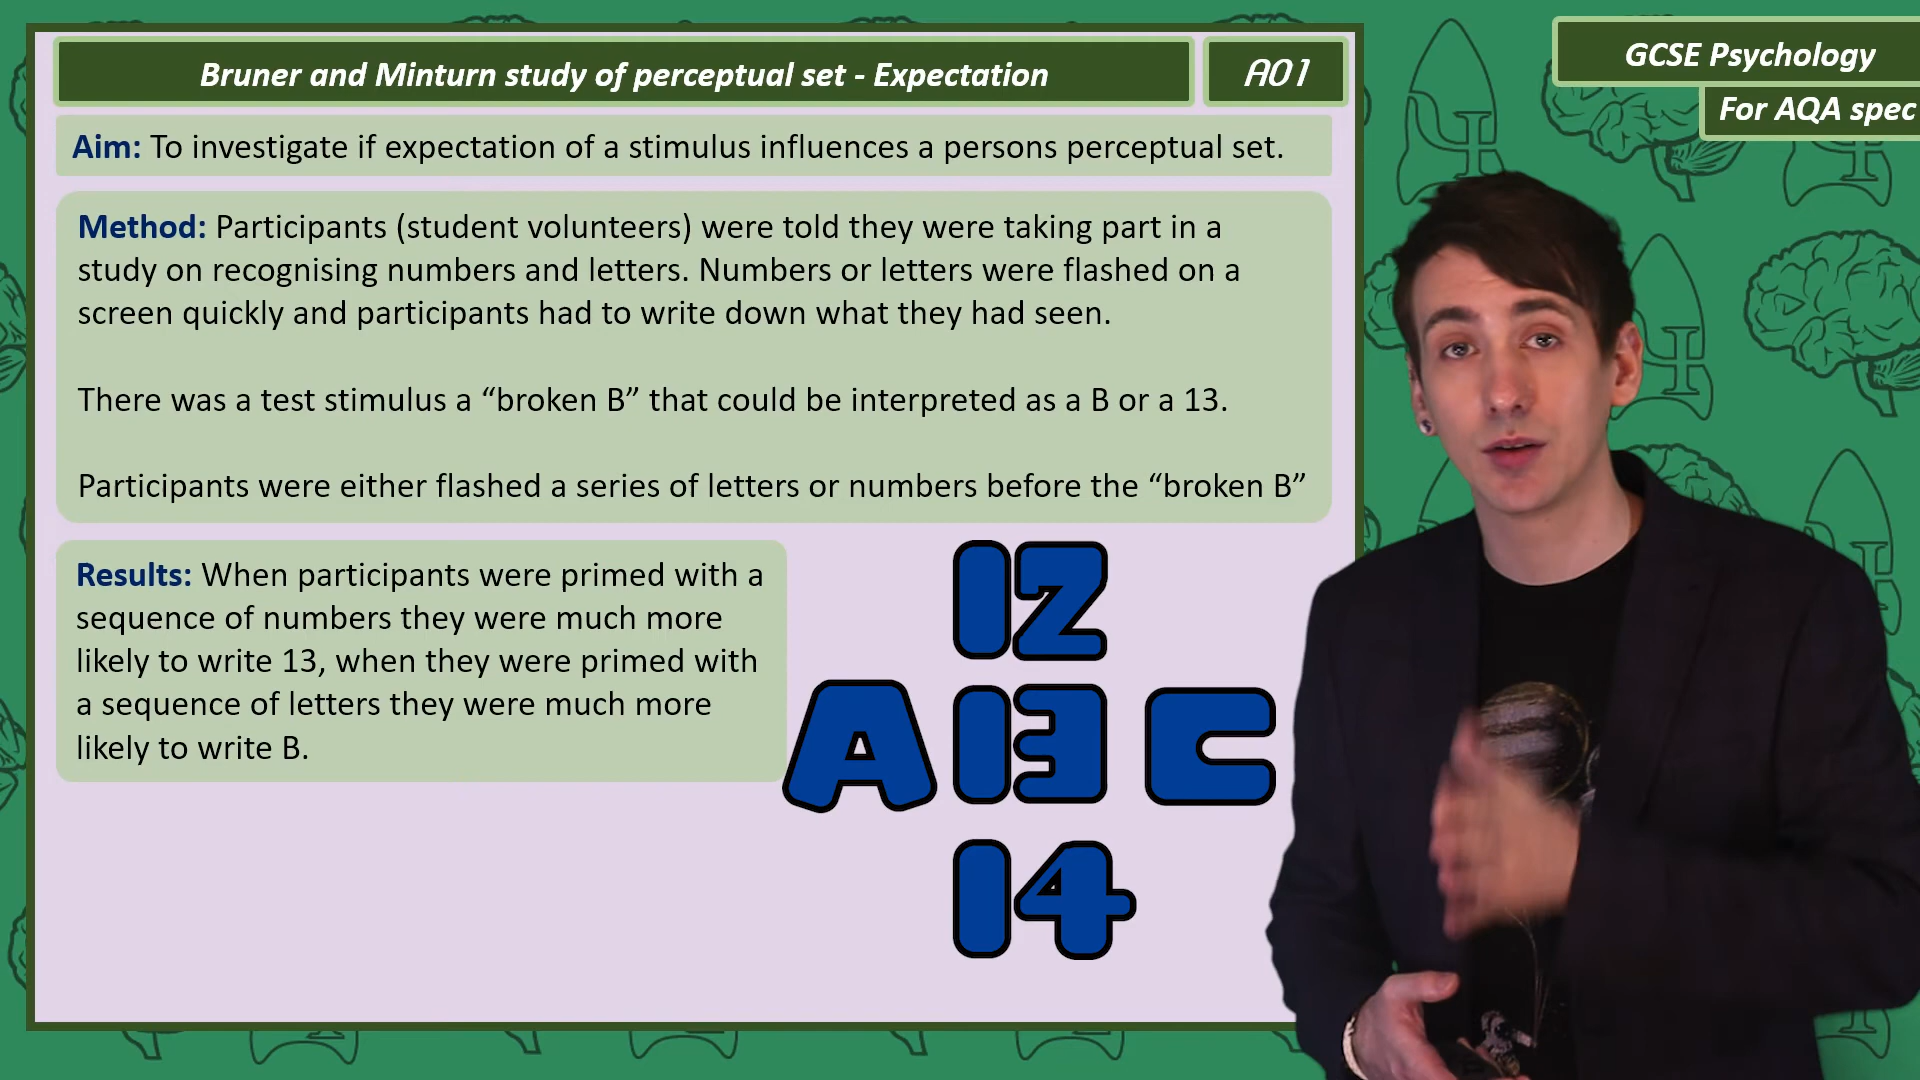 Bruner and Minturn study of perceptual set - Expectation
AO1
GCSE Psychology
For AQA spec
Aim: To investigate if expectation of a stimulus influences a persons perceptual set.
Method: Participants (student volunteers) were told they were taking part in a
study on recognising numbers and letters. Numbers or letters were flashed on a
screen quickly and participants had to write down what they had seen.
There was a test stimulus a “broken B” that could be interpreted as a B or a 13.
Participants were either flashed a series of letters or numbers before the “broken B”
Results: When participants were primed with a
sequence of numbers they were much more
likely to write 13, when they were primed with
a sequence of letters they were much more
likely to write B.
12
A 13 C
14